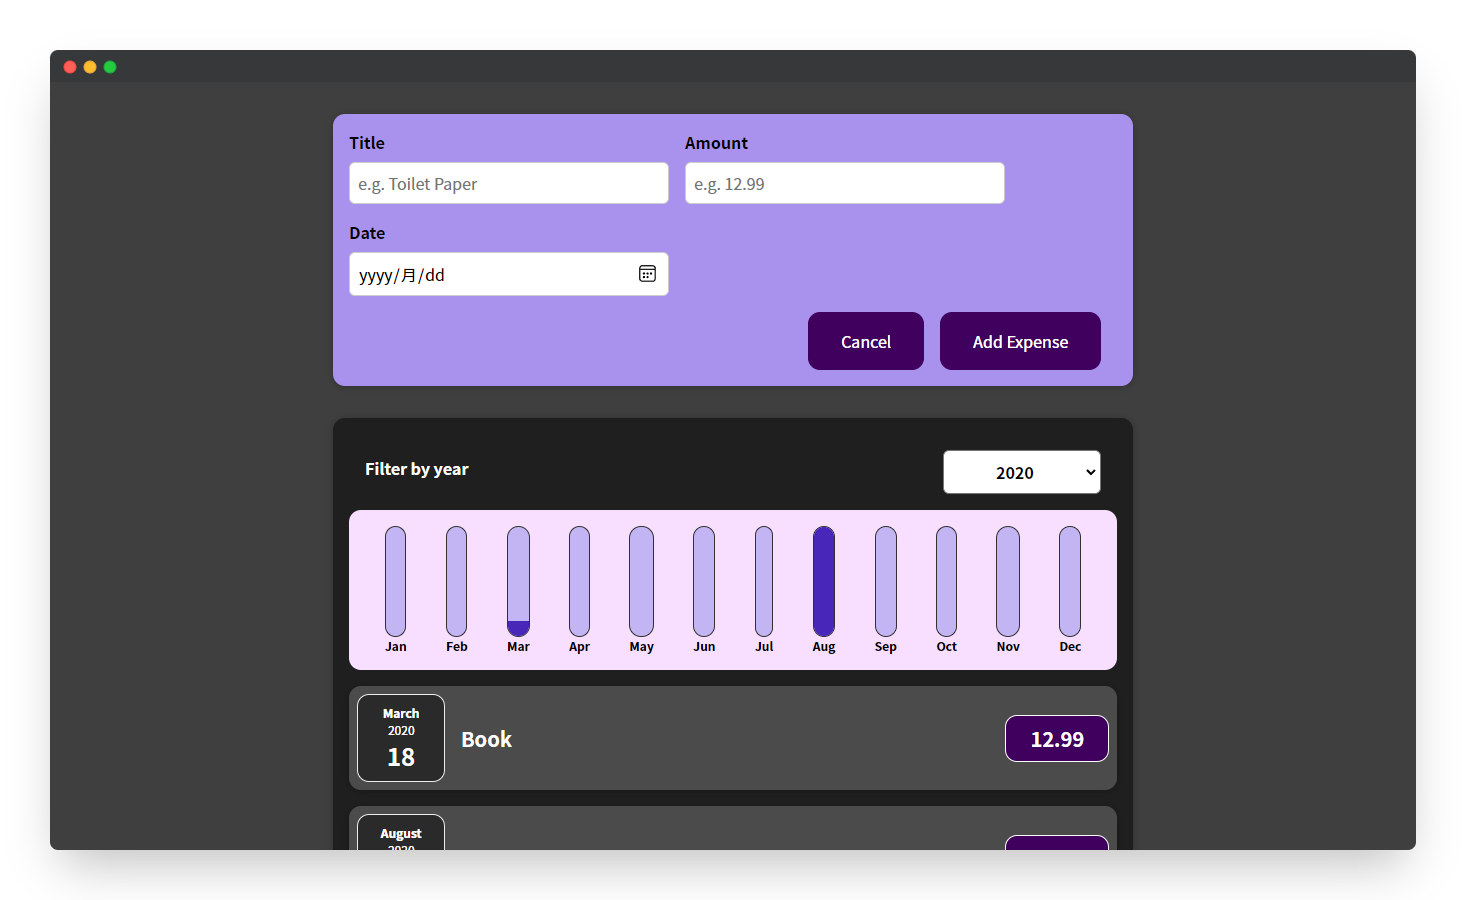 Title
Amount
e.g. Toilet Paper
e.g. 12.99
Date
yyyy/月/dd
Cancel
Add Expense
Filter by year
2020
Jan
Feb
Mar
Apr
May
Jun
Jul
Aug
Sep
Oct
Nov
Dec
March
2020
18
Book
12.99
August
2020